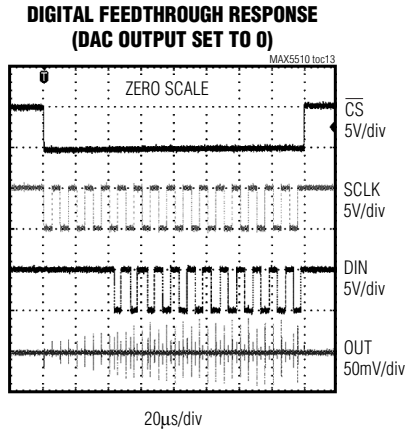 DIGITAL FEEDTHROUGH RESPONSE
(DAC OUTPUT SET TO 0)
MAX5510 toc13
T
ZERO SCALE
CS
5V/div
SCLK
5V/div
DIN
5V/div
OUT
50mV/div
20μs/div